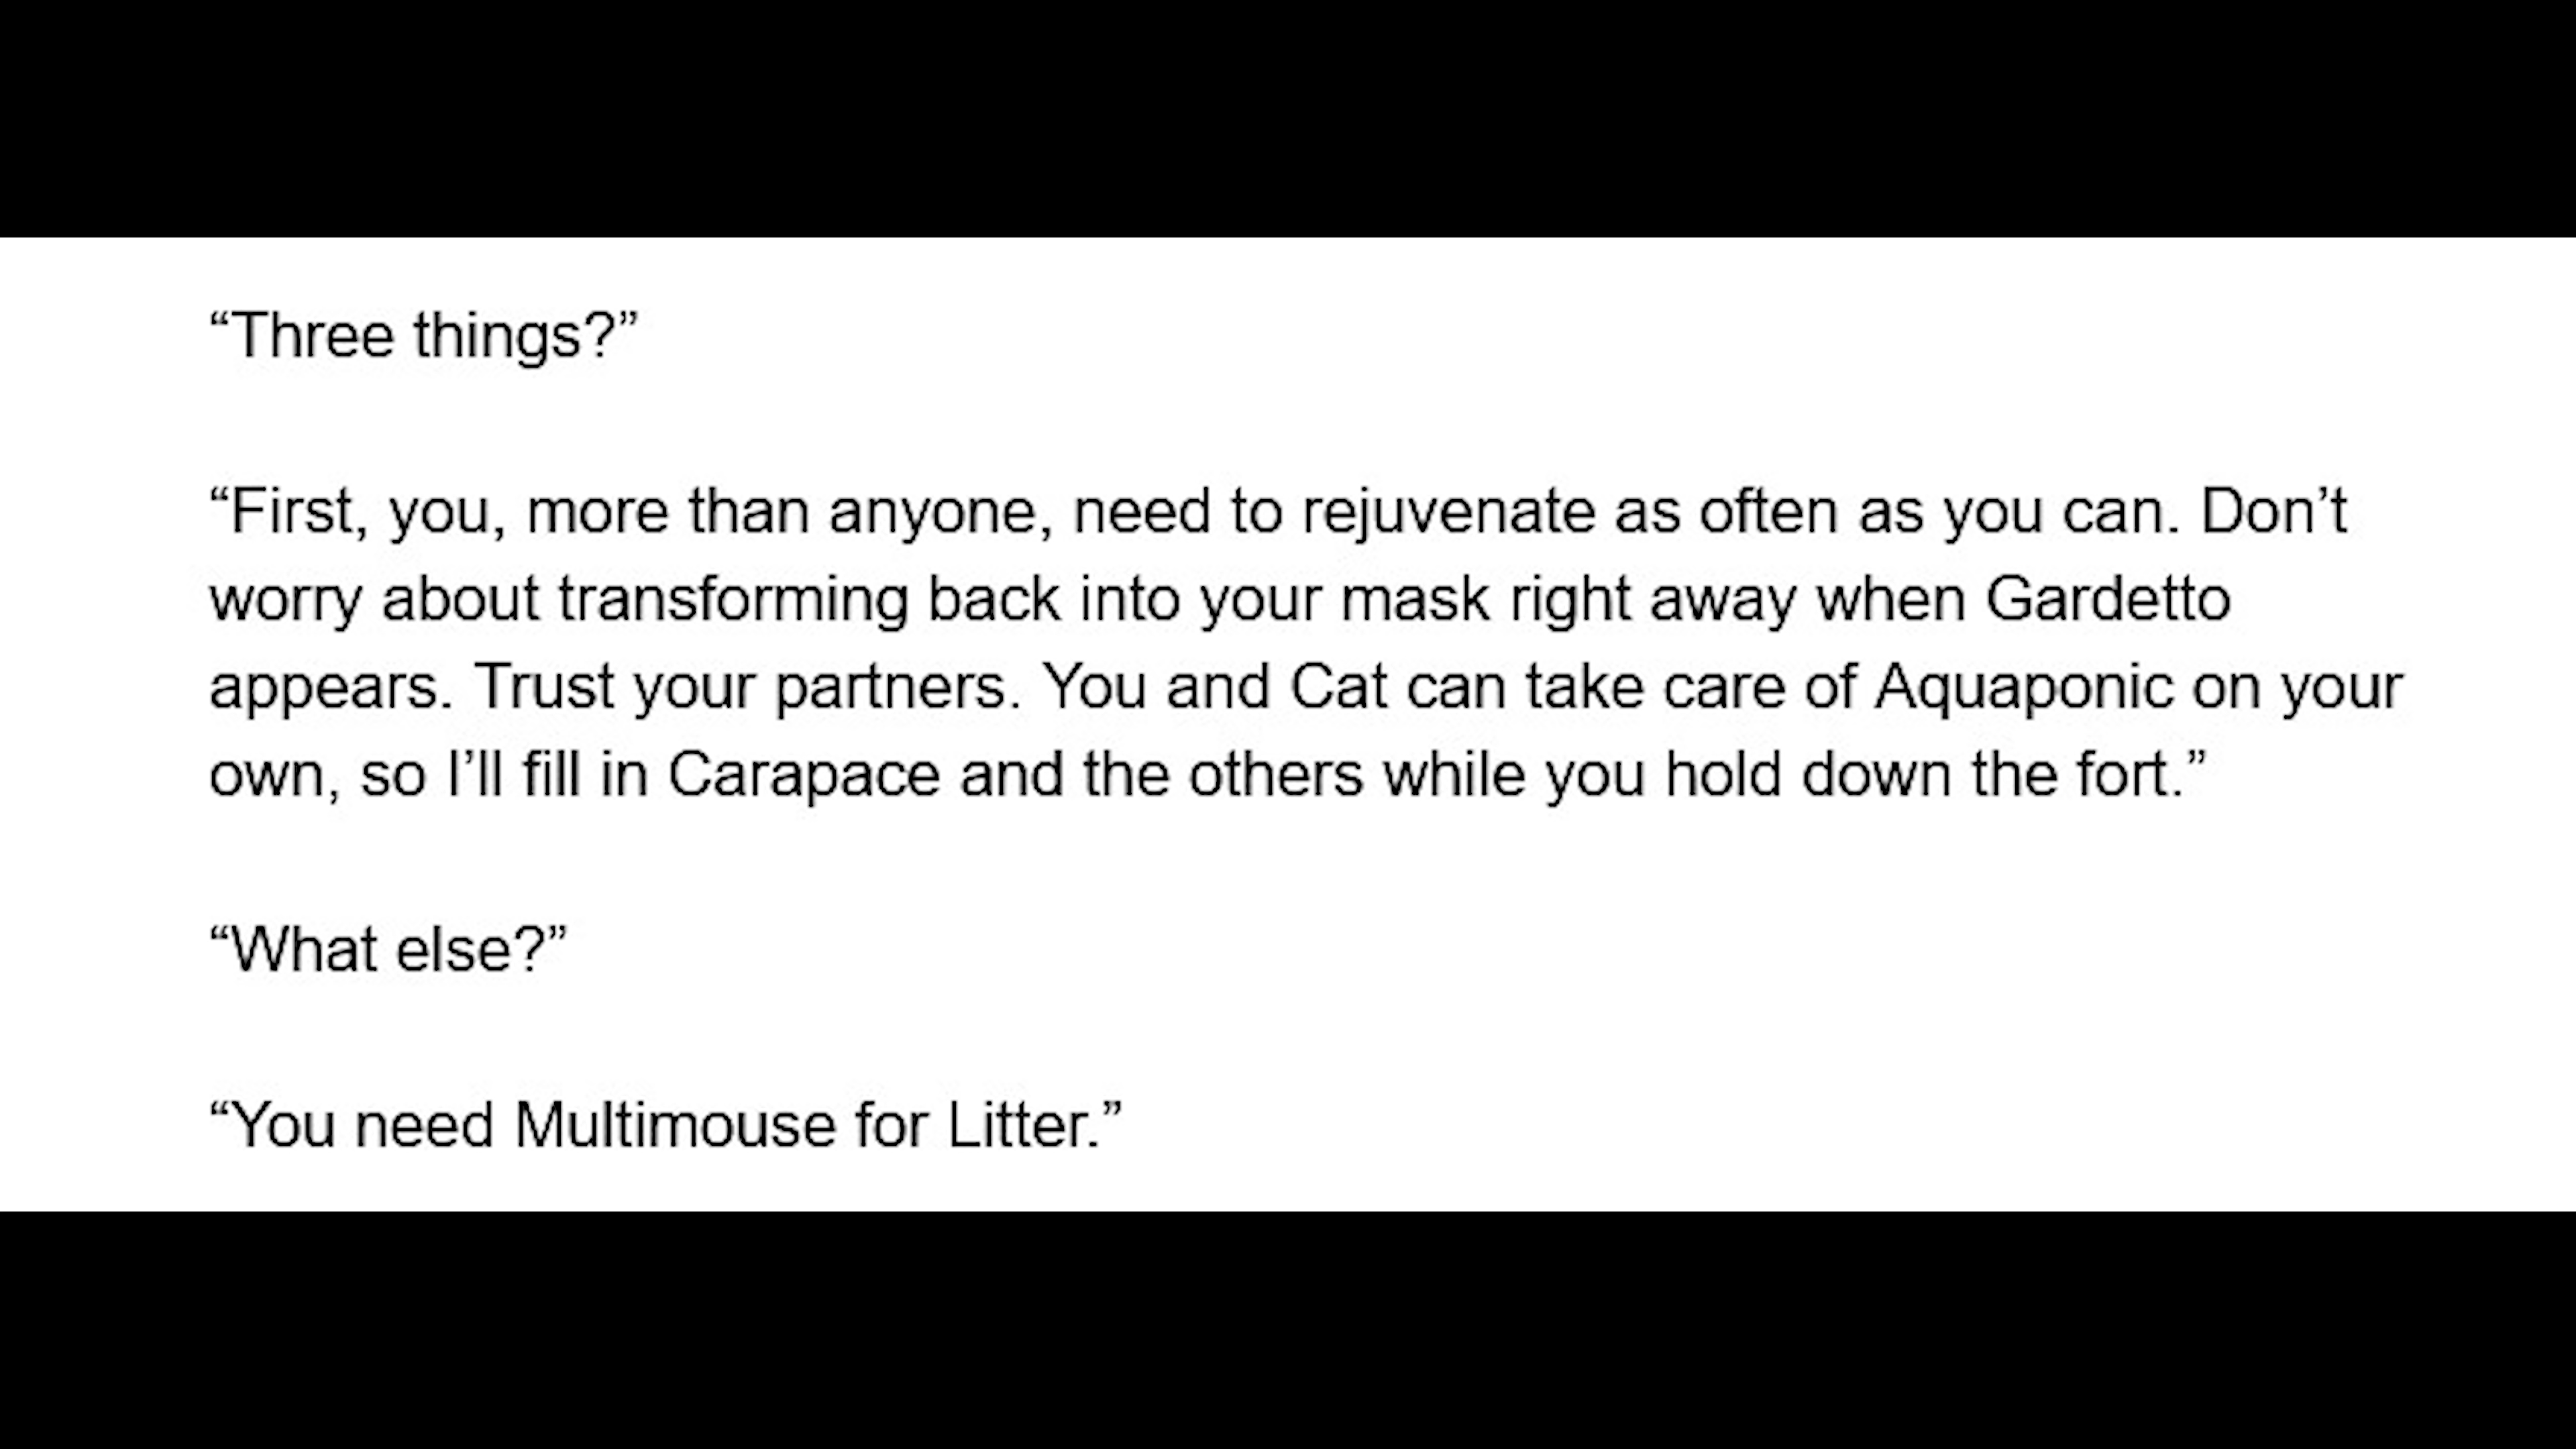 “Three things?”
“First, you, more than anyone, need to rejuvenate as often as you can. Don’t
worry about transforming back into your mask right away when Gardetto
appears. Trust your partners. You and Cat can take care of Aquaponic on your
own, so I’ll fill in Carapace and the others while you hold down the fort.”
“What else?”
“You need Multimouse for Litter.”